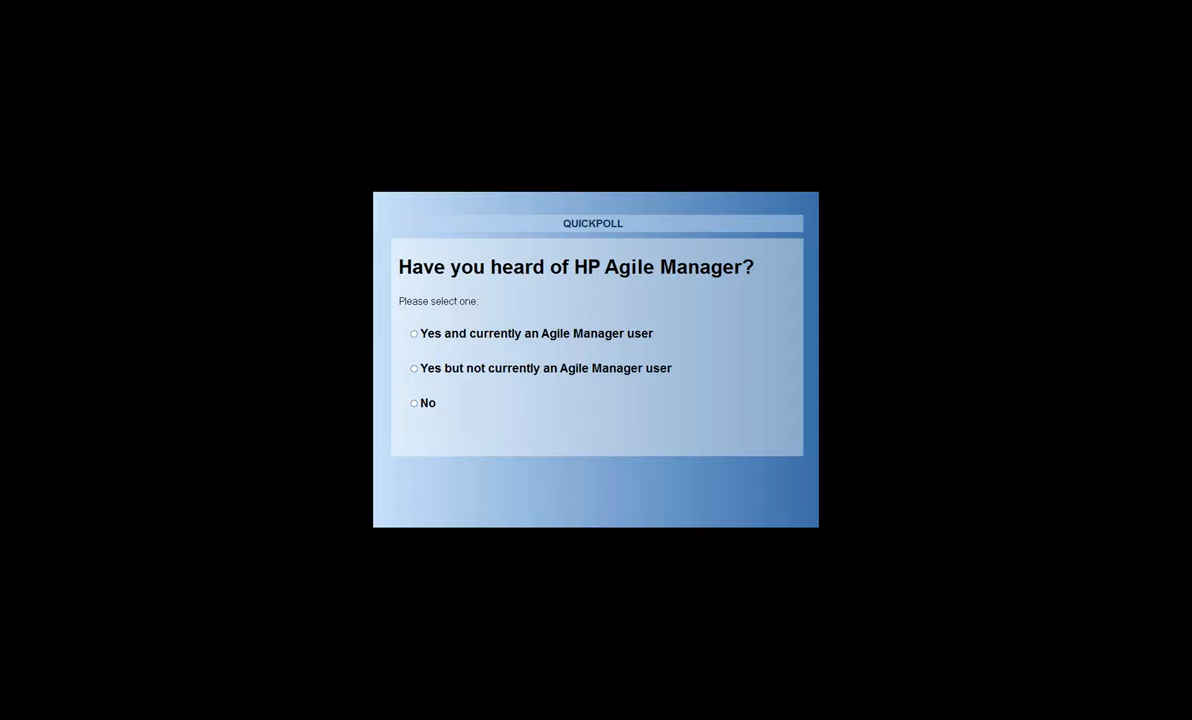 QUICKPOLL
Have you heard of HP Agile Manager?
Please select one:
Yes and currently an Agile Manager user
Yes but not currently an Agile Manager user
No